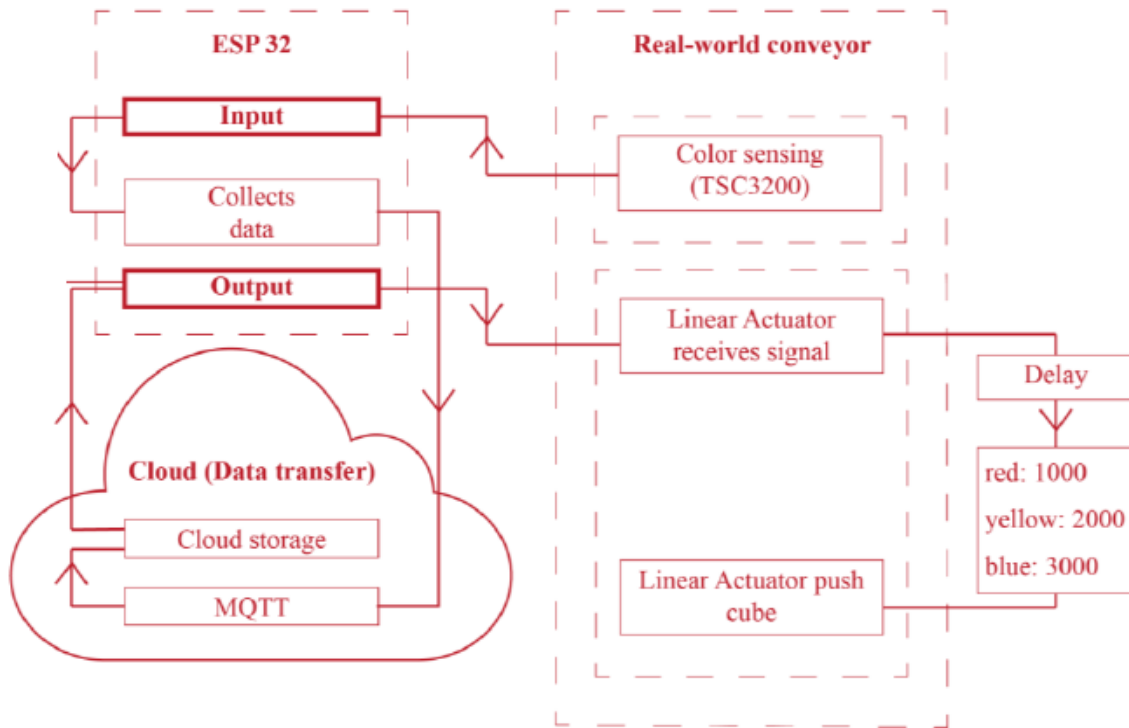 ESP 32
Input
Collects
data
Output
Cloud (Data transfer)
Cloud storage
MQTT
Real-world conveyor
Color sensing
(TSC3200)
Linear Actuator
receives signal
Delay
red: 1000
yellow: 2000
blue: 3000
Linear Actuator push
cube